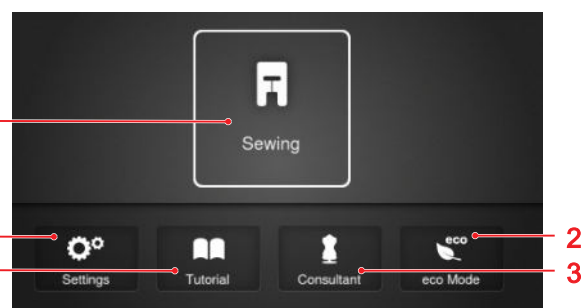 Sewing
eco
2
Settings
Tutorial
Consultant
eco Mode
3